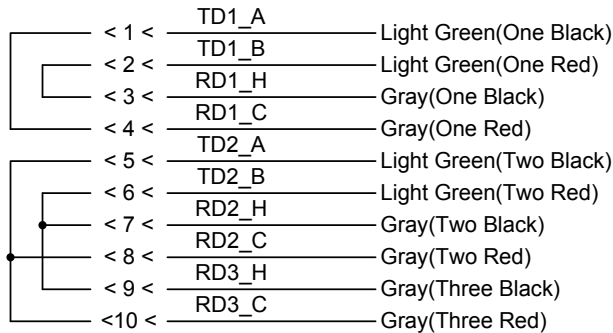 TD1_A
< 1 < Light Green(One Black)
TD1_B
< 2 < Light Green(One Red)
RD1_H
< 3 < Gray(One Black)
RD1_C
< 4 < Gray(One Red)
TD2_A
< 5 < Light Green(Two Black)
TD2_B
< 6 < Light Green(Two Red)
RD2_H
< 7 < Gray(Two Black)
RD2_C
< 8 < Gray(Two Red)
RD3_H
< 9 < Gray(Three Black)
RD3_C
<10 < Gray(Three Red)